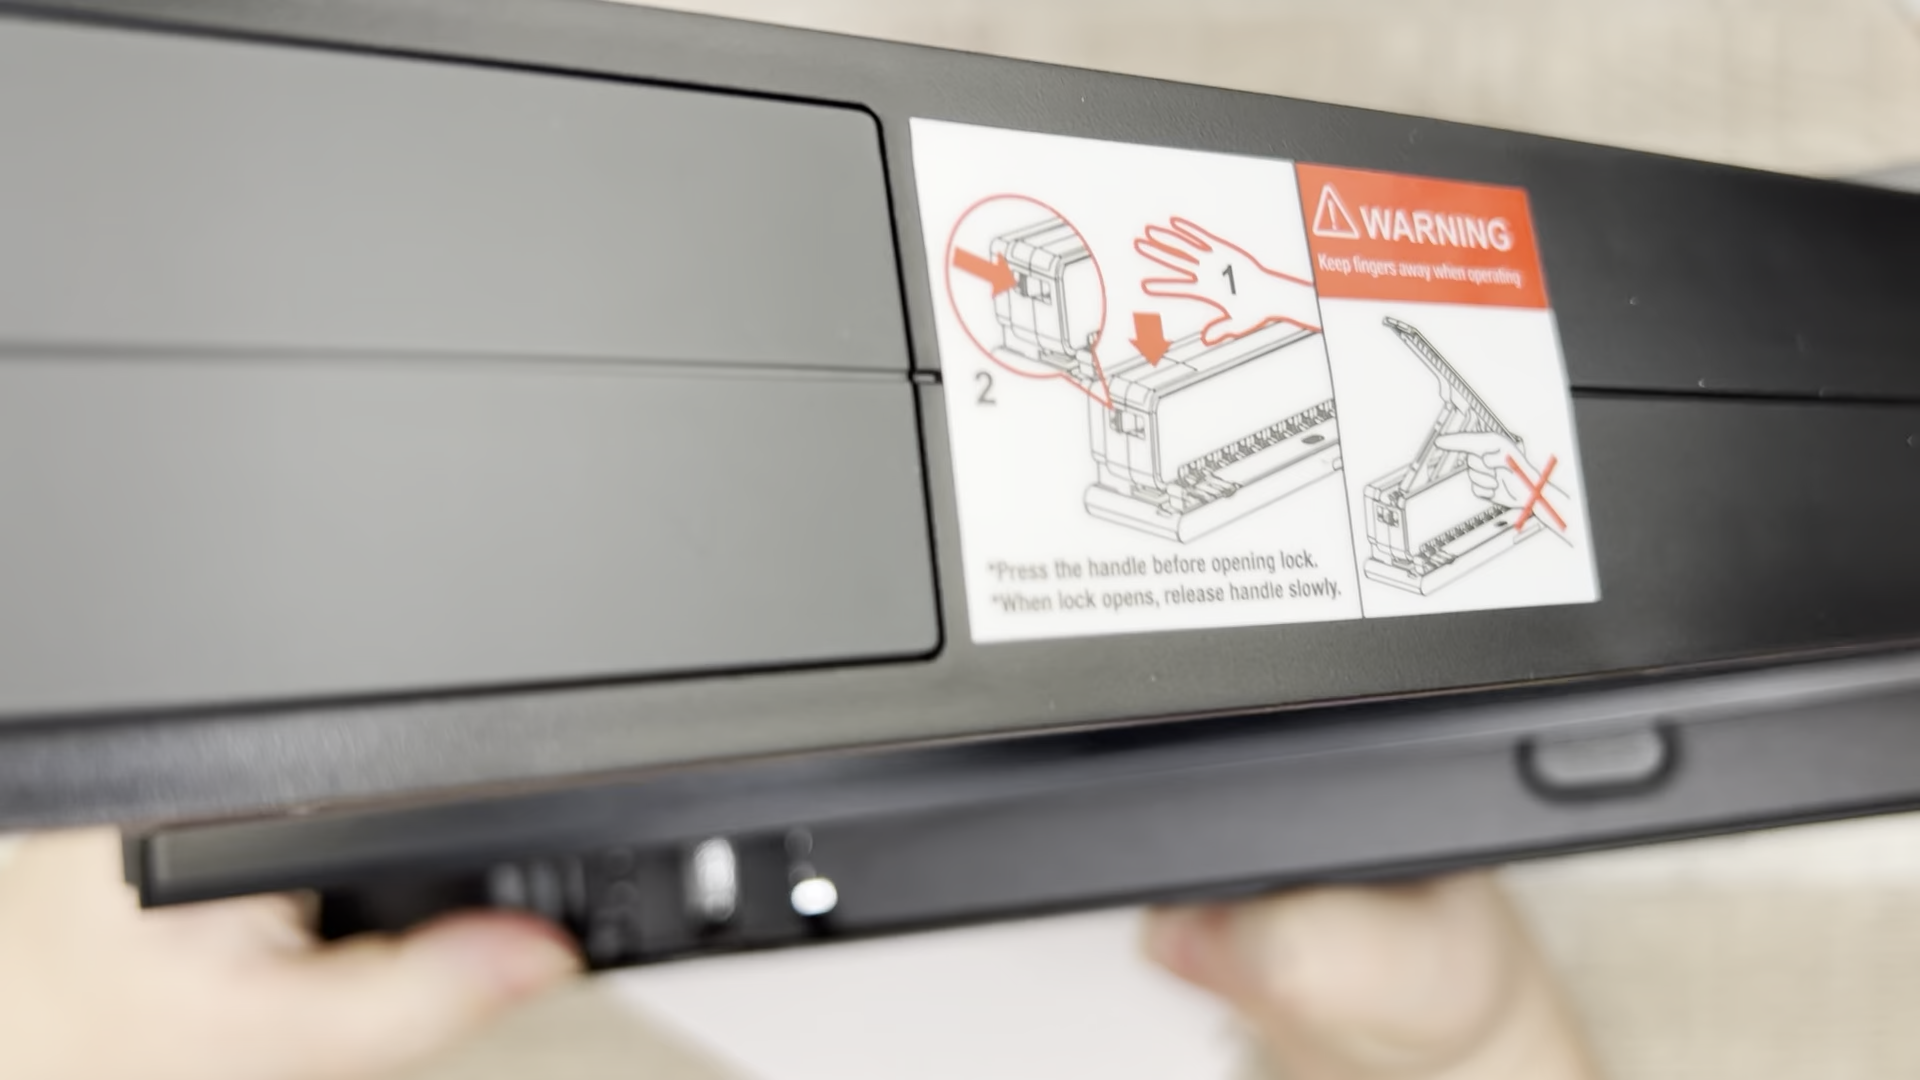 1
2
*Press the handle before opening lock.
*When lock opens, release handle slowly.
WARNING
Keep fingers away when operating